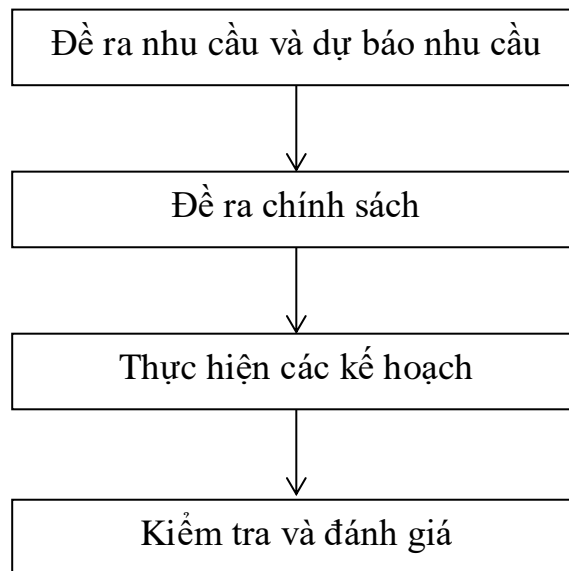 Đề ra nhu cầu và dự báo nhu cầu
Đề ra chính sách
Thực hiện các kế hoạch
Kiểm tra và đánh giá